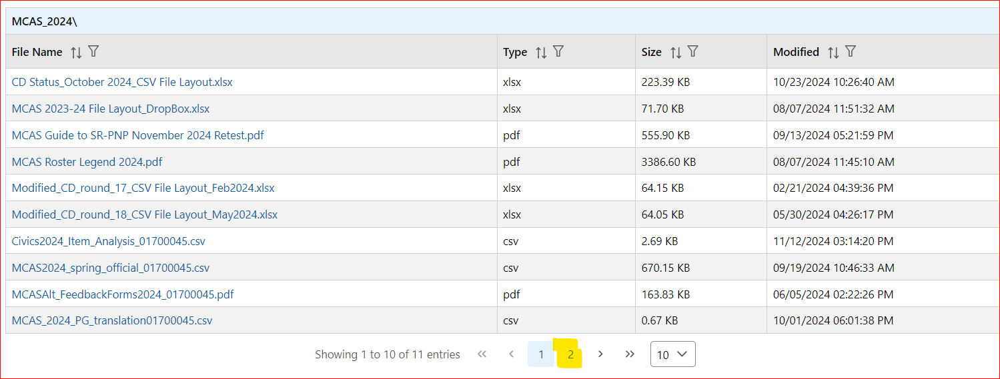 MCAS_2024\
File Name Type Size Modified
CD Status_October 2024_CSV File Layout.xlsx xlsx 223.39 KB 10/23/2024 10:26:40 AM
MCAS 2023-24 File Layout_DropBox.xlsx xlsx 71.70 KB 08/07/2024 11:51:32 AM
MCAS Guide to SR-PNP November 2024 Retest.pdf pdf 555.90 KB 09/13/2024 05:21:59 PM
MCAS Roster Legend 2024.pdf pdf 3386.60 KB 08/07/2024 11:45:10 AM
Modified_CD_round_17_CSV File Layout_Feb2024.xlsx xlsx 64.15 KB 02/21/2024 04:39:36 PM
Modified_CD_round_18_CSV File Layout_May2024.xlsx xlsx 64.05 KB 05/30/2024 04:26:17 PM
Civics2024_Item_Analysis_01700045.csv csv 2.69 KB 11/12/2024 03:14:20 PM
MCAS2024_spring_official_01700045.csv csv 670.15 KB 09/19/2024 10:46:33 AM
MCASAlt_FeedbackForms2024_01700045.pdf pdf 163.83 KB 06/05/2024 02:22:26 PM
MCAS_2024_PG_translation01700045.csv csv 0.67 KB 10/01/2024 06:01:38 PM
Showing 1 to 10 of 11 entries « ‹ 1 2 › » 10